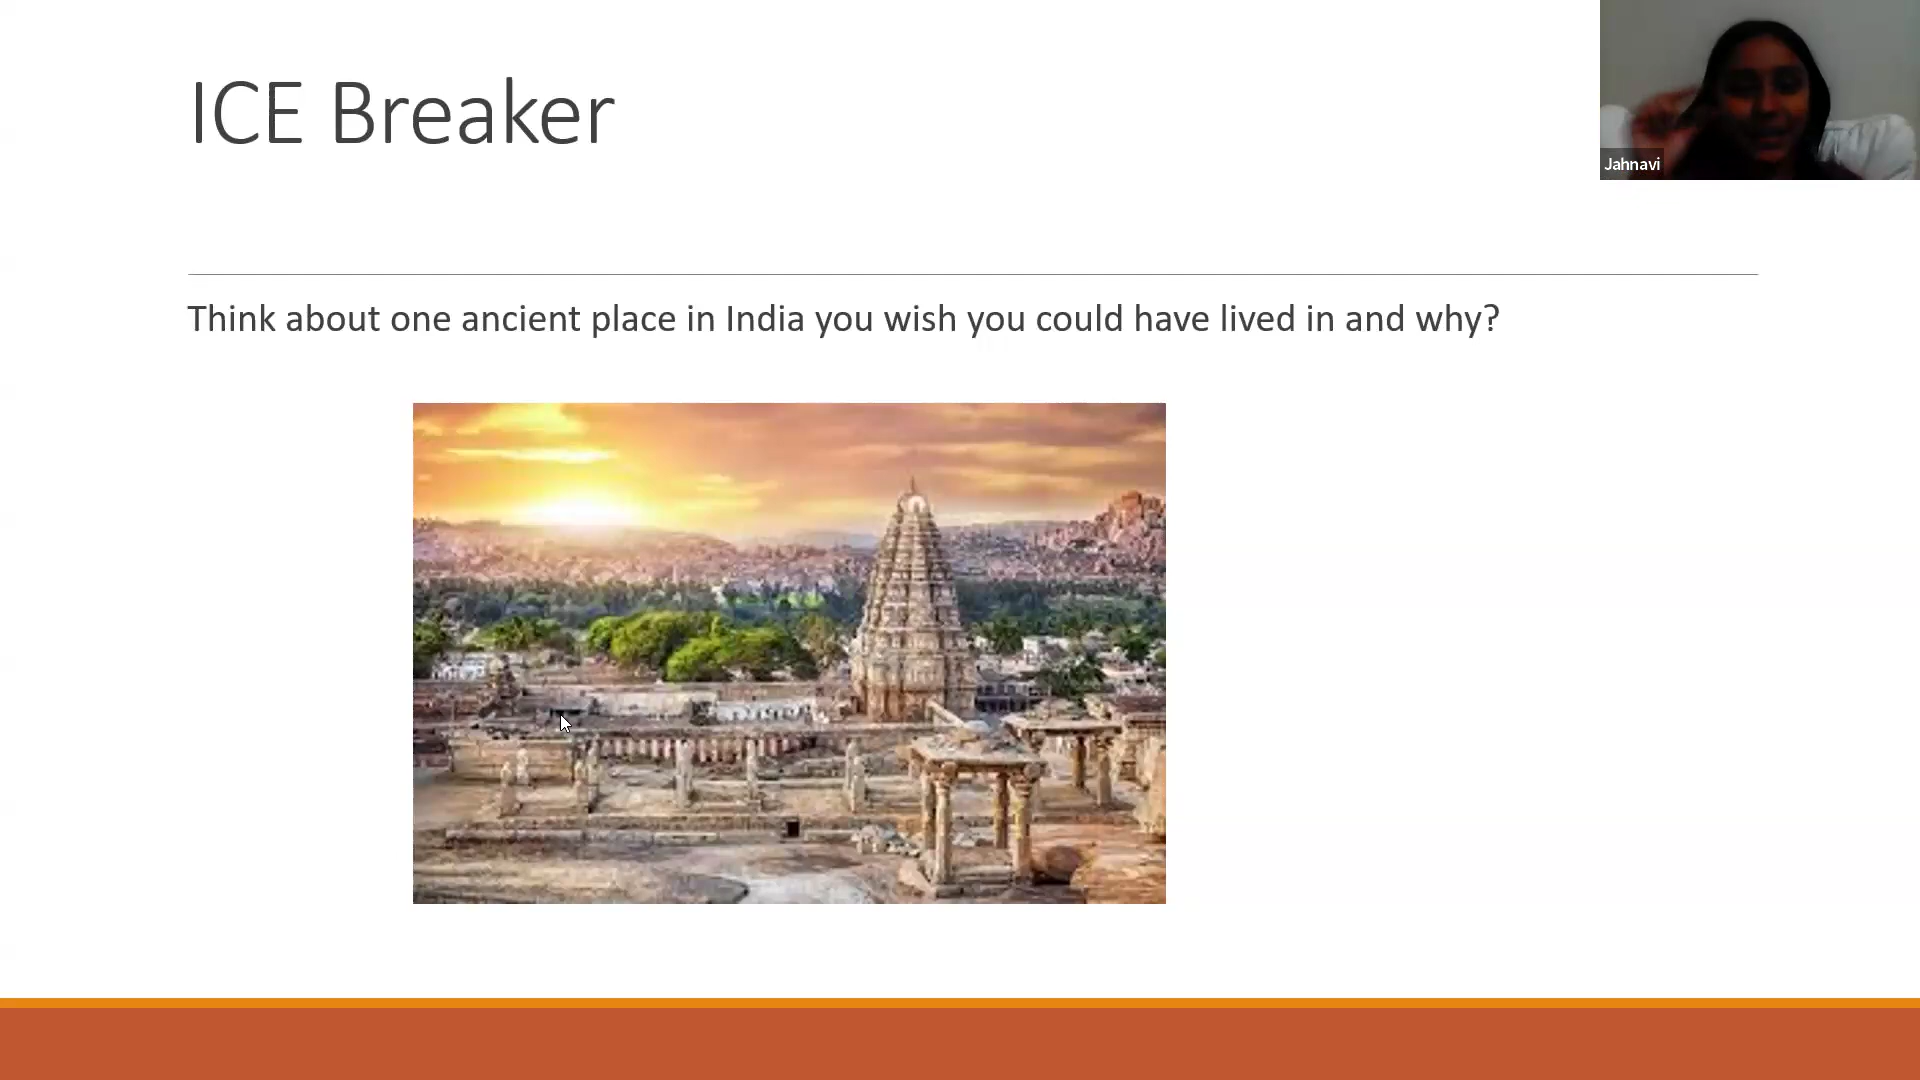 ICE Breaker
Jahnavi
Think about one ancient place in India you wish you could have lived in and why?